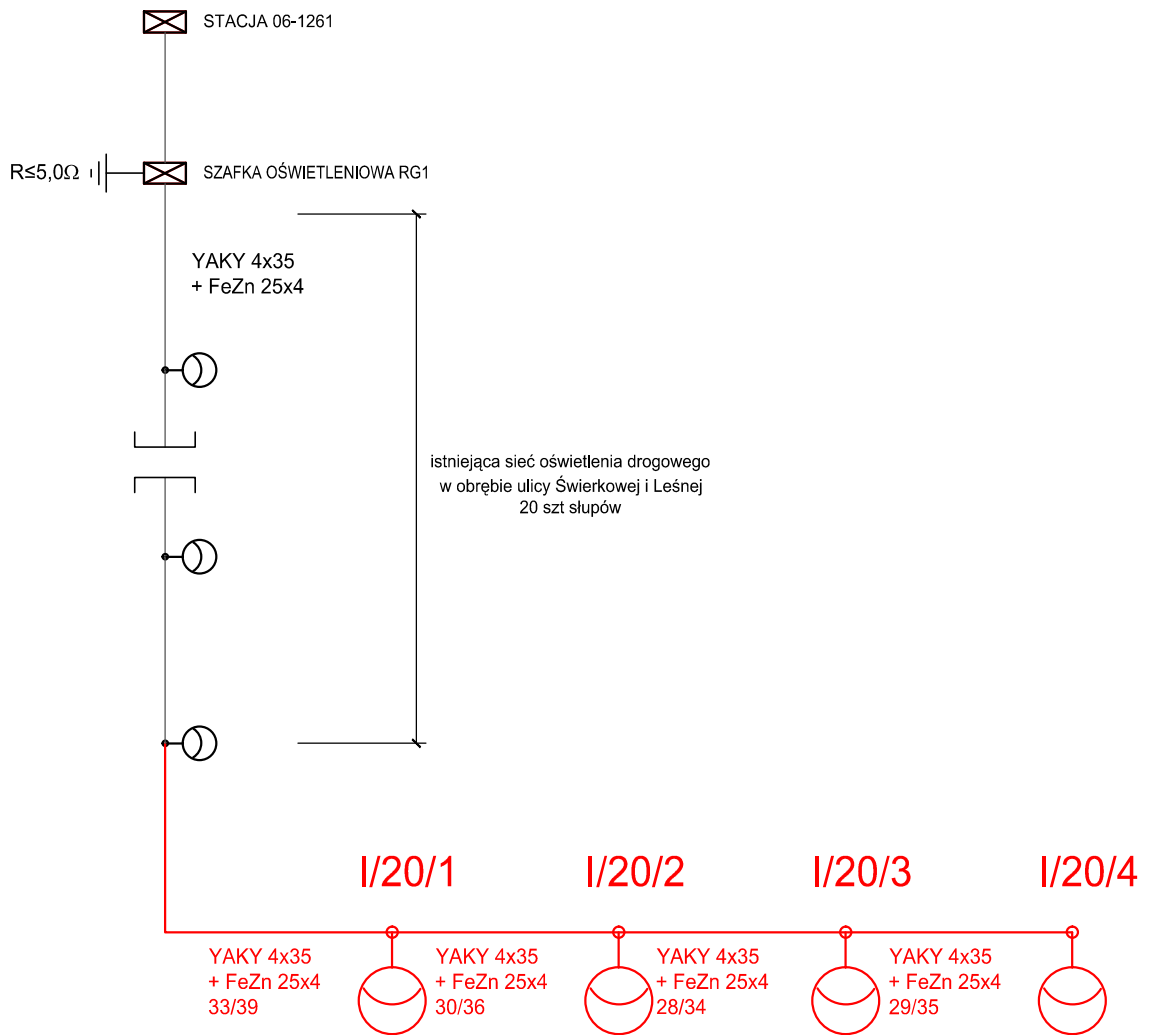 STACJA 06-1261
R≤5,0Ω
SZAFKA OŚWIETLENIOWA RG1
YAKY 4x35
+ FeZn 25x4
istniejąca sieć oświetlenia drogowego
w obrębie ulicy Świerkowej i Leśnej
20 szt słupów
I/20/1
I/20/2
I/20/3
I/20/4
YAKY 4x35
+ FeZn 25x4
33/39
YAKY 4x35
+ FeZn 25x4
30/36
YAKY 4x35
+ FeZn 25x4
28/34
YAKY 4x35
+ FeZn 25x4
29/35